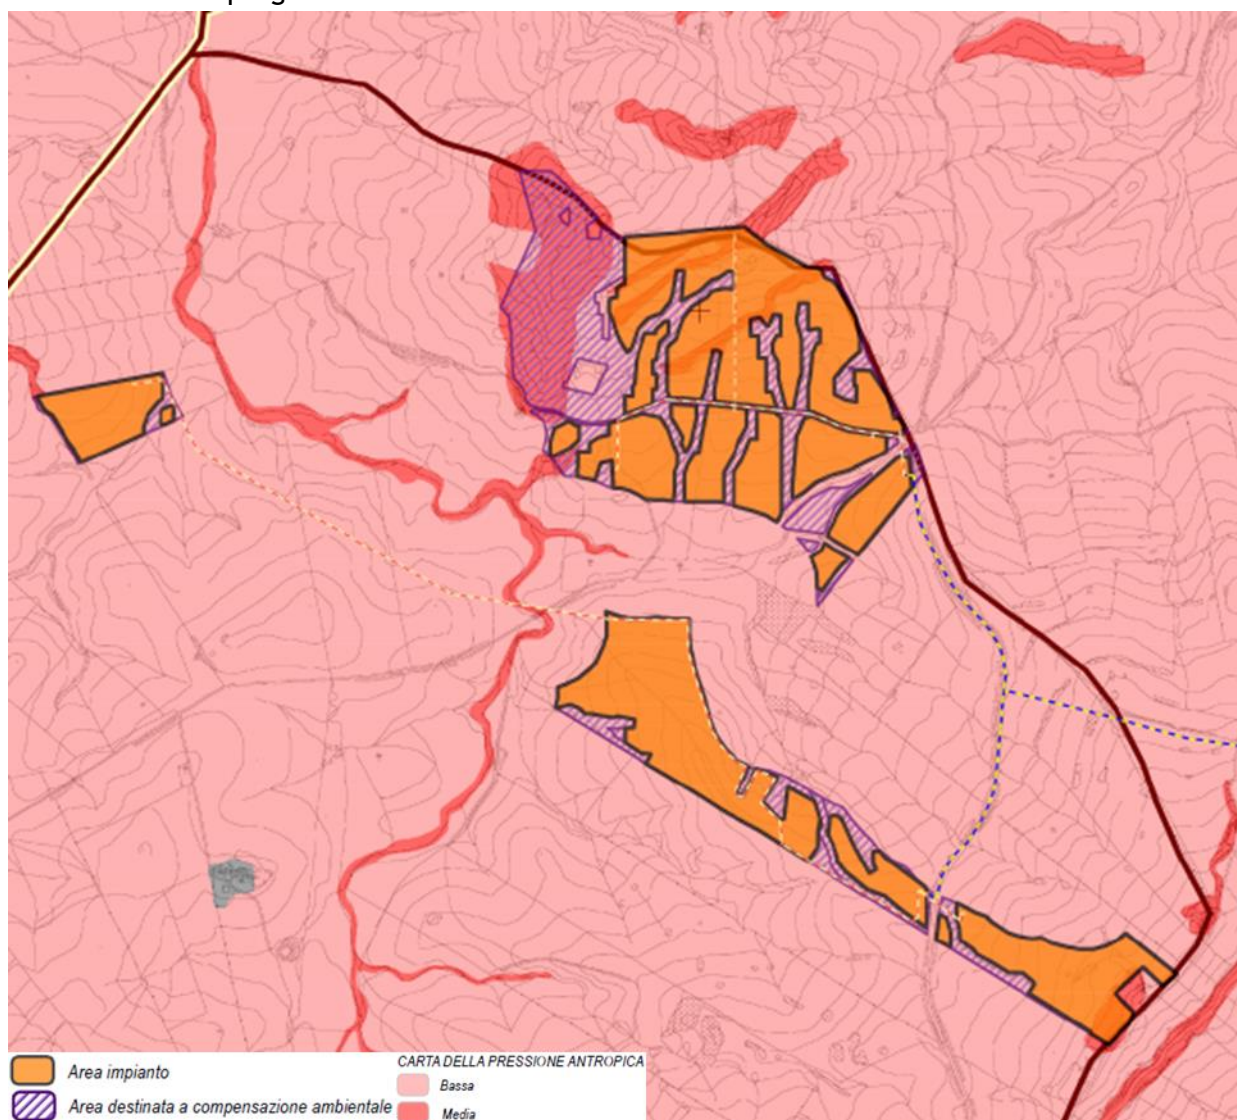 Area impianto
Area destinata a compensazione ambientale
CARTA DELLA PRESSIONE ANTROPICA
Bassa
Media